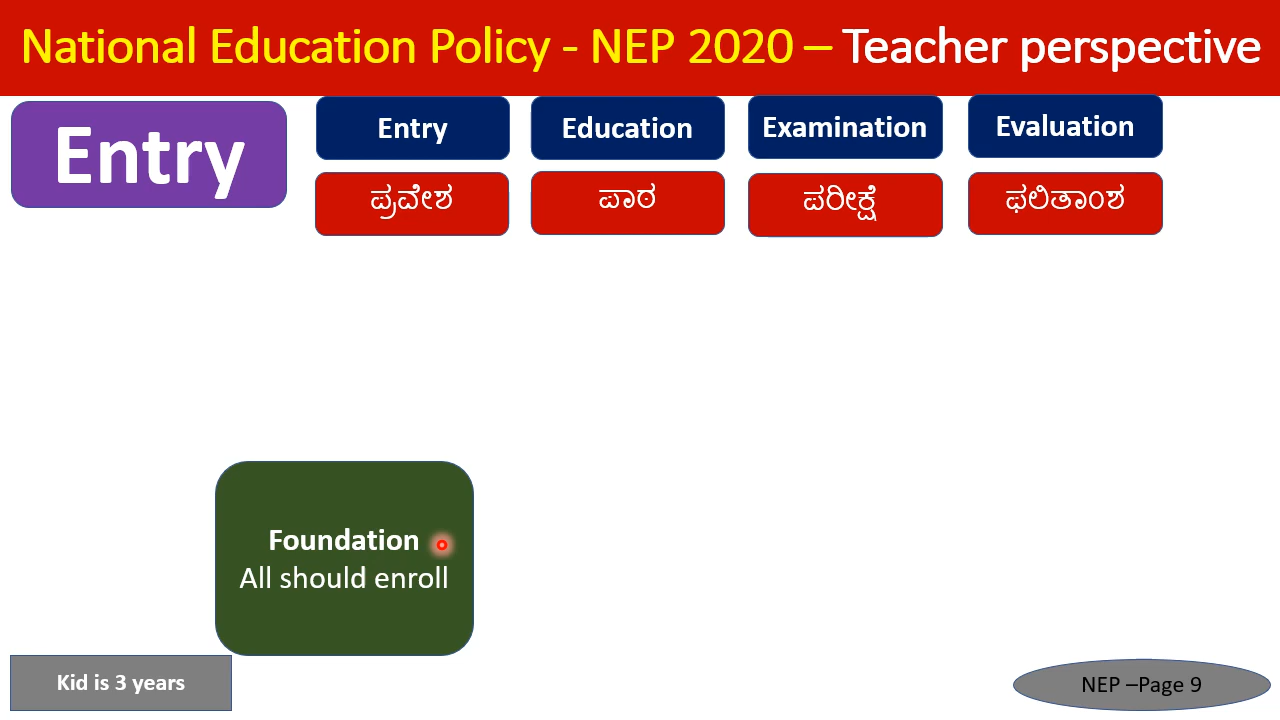 National Education Policy - NEP 2020 – Teacher perspective
Entry
Entry
Education
Examination
Evaluation
ಪ್ರವೇಶ
ಪಾಠ
ಪರೀಕ್ಷೆ
ಫಲಿತಾಂಶ
Foundation
All should enroll
Kid is 3 years
NEP –Page 9